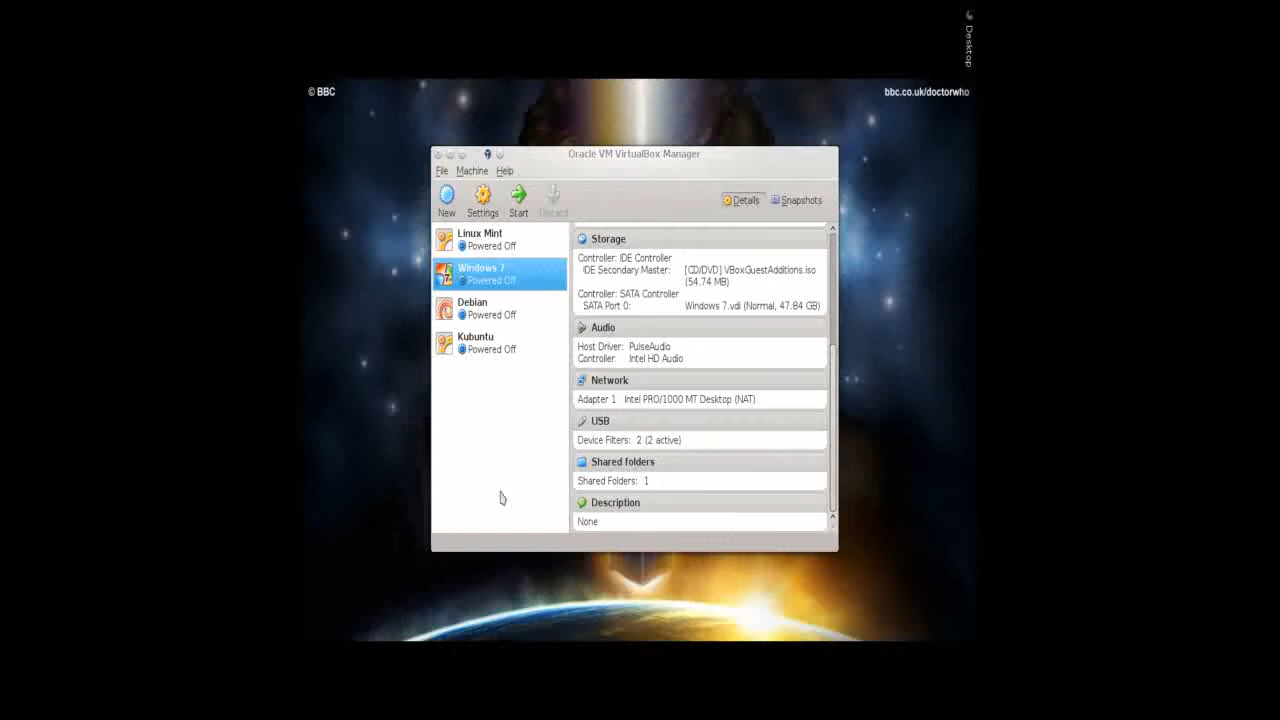 Desktop
© BBC
bbc.co.uk/doctorwho
Oracle VM VirtualBox Manager
File Machine Help
New Settings Start Discard
Details Snapshots
Linux Mint
Powered Off
Windows 7
Powered Off
Debian
Powered Off
Kubuntu
Powered Off
Storage
Controller: IDE Controller
IDE Secondary Master: [CD/DVD] VBoxGuestAdditions.iso
(54.74 MB)
Controller: SATA Controller
SATA Port 0: Windows 7.vdi (Normal, 47.84 GB)
Audio
Host Driver: PulseAudio
Controller: Intel HD Audio
Network
Adapter 1 Intel PRO/1000 MT Desktop (NAT)
USB
Device Filters: 2 (2 active)
Shared folders
Shared Folders: 1
Description
None